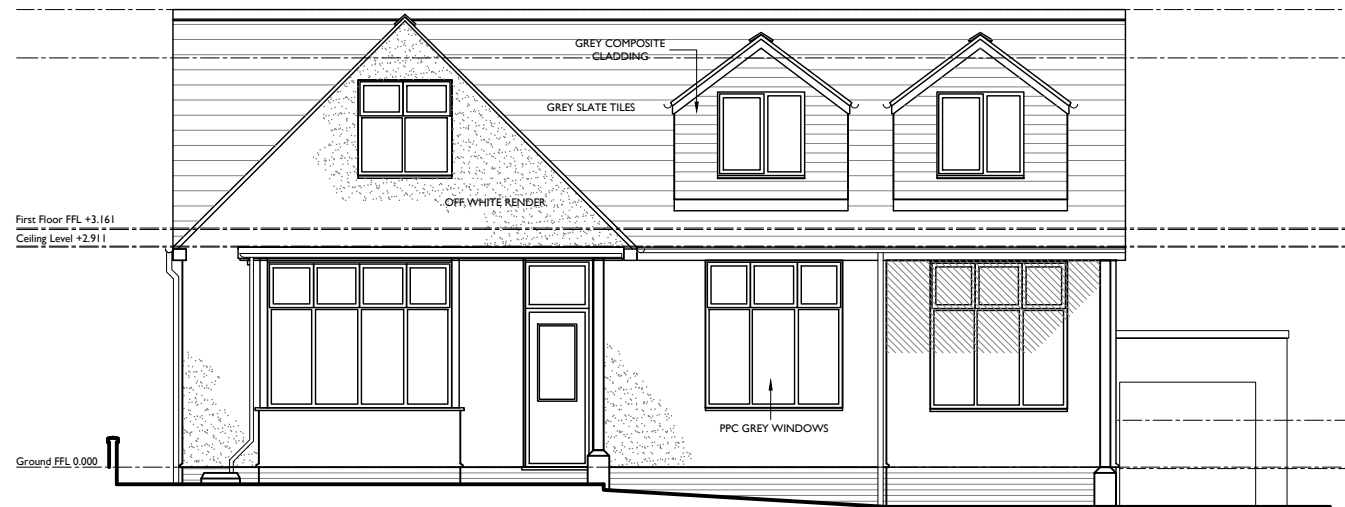 GREY COMPOSITE
CLADDING
GREY SLATE TILES
OFF WHITE RENDER
First Floor FFL +3.161
Ceiling Level +2.911
PPC GREY WINDOWS
Ground FFL 0.000